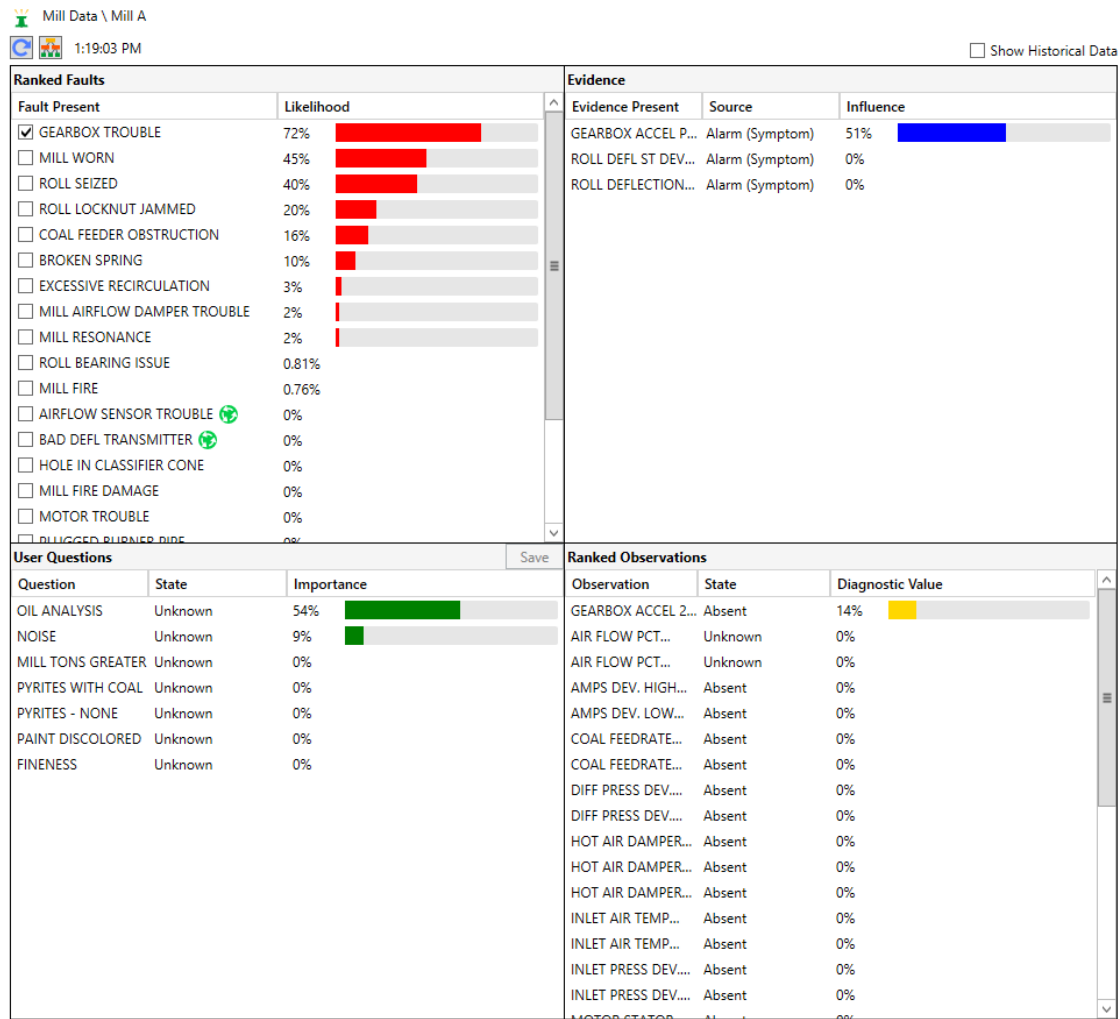 Mill Data \ Mill A
1:19:03 PM
Show Historical Data
Ranked Faults
Fault Present Likelihood
GEARBOX TROUBLE 72%
MILL WORN 45%
ROLL SEIZED 40%
ROLL LOCKNUT JAMMED 20%
COAL FEEDER OBSTRUCTION 16%
BROKEN SPRING 10%
EXCESSIVE RECIRCULATION 3%
MILL AIRFLOW DAMPER TROUBLE 2%
MILL RESONANCE 2%
ROLL BEARING ISSUE 0.81%
MILL FIRE 0.76%
AIRFLOW SENSOR TROUBLE 0%
BAD DEFL TRANSMITTER 0%
HOLE IN CLASSIFIER CONE 0%
MILL FIRE DAMAGE 0%
MOTOR TROUBLE 0%
PLUGGED BURNER PIPE 0%
Evidence
Evidence Present Source Influence
GEARBOX ACCEL P... Alarm (Symptom) 51%
ROLL DEFL ST DEV... Alarm (Symptom) 0%
ROLL DEFLECTION... Alarm (Symptom) 0%
User Questions Save
Question State Importance
OIL ANALYSIS Unknown 54%
NOISE Unknown 9%
MILL TONS GREATER Unknown 0%
PYRITES WITH COAL Unknown 0%
PYRITES - NONE Unknown 0%
PAINT DISCOLORED Unknown 0%
FINENESS Unknown 0%
Ranked Observations
Observation State Diagnostic Value
GEARBOX ACCEL 2... Absent 14%
AIR FLOW PCT... Unknown 0%
AIR FLOW PCT... Unknown 0%
AMPS DEV. HIGH... Absent 0%
AMPS DEV. LOW... Absent 0%
COAL FEEDRATE... Absent 0%
COAL FEEDRATE... Absent 0%
DIFF PRESS DEV.... Absent 0%
DIFF PRESS DEV.... Absent 0%
HOT AIR DAMPER... Absent 0%
HOT AIR DAMPER... Absent 0%
HOT AIR DAMPER... Absent 0%
INLET AIR TEMP... Absent 0%
INLET AIR TEMP... Absent 0%
INLET PRESS DEV.... Absent 0%
INLET PRESS DEV.... Absent 0%
MOTOR STATOR... Absent 0%